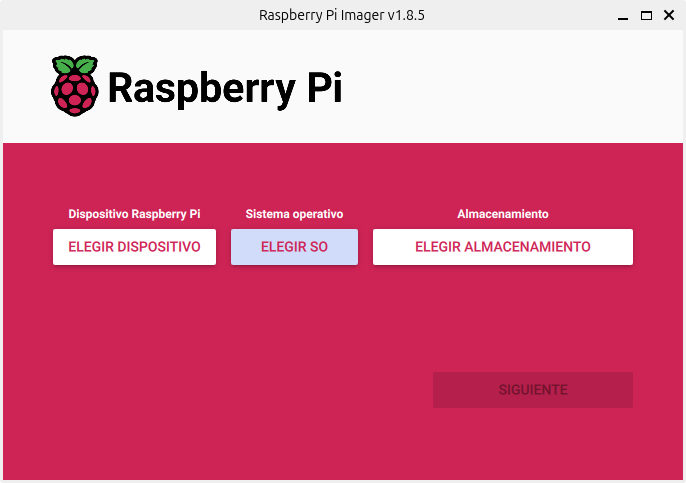 Raspberry Pi Imager v1.8.5
Raspberry Pi
Dispositivo Raspberry Pi
Sistema operativo
Almacenamiento
ELEGIR DISPOSITIVO
ELEGIR SO
ELEGIR ALMACENAMIENTO
SIGUIENTE